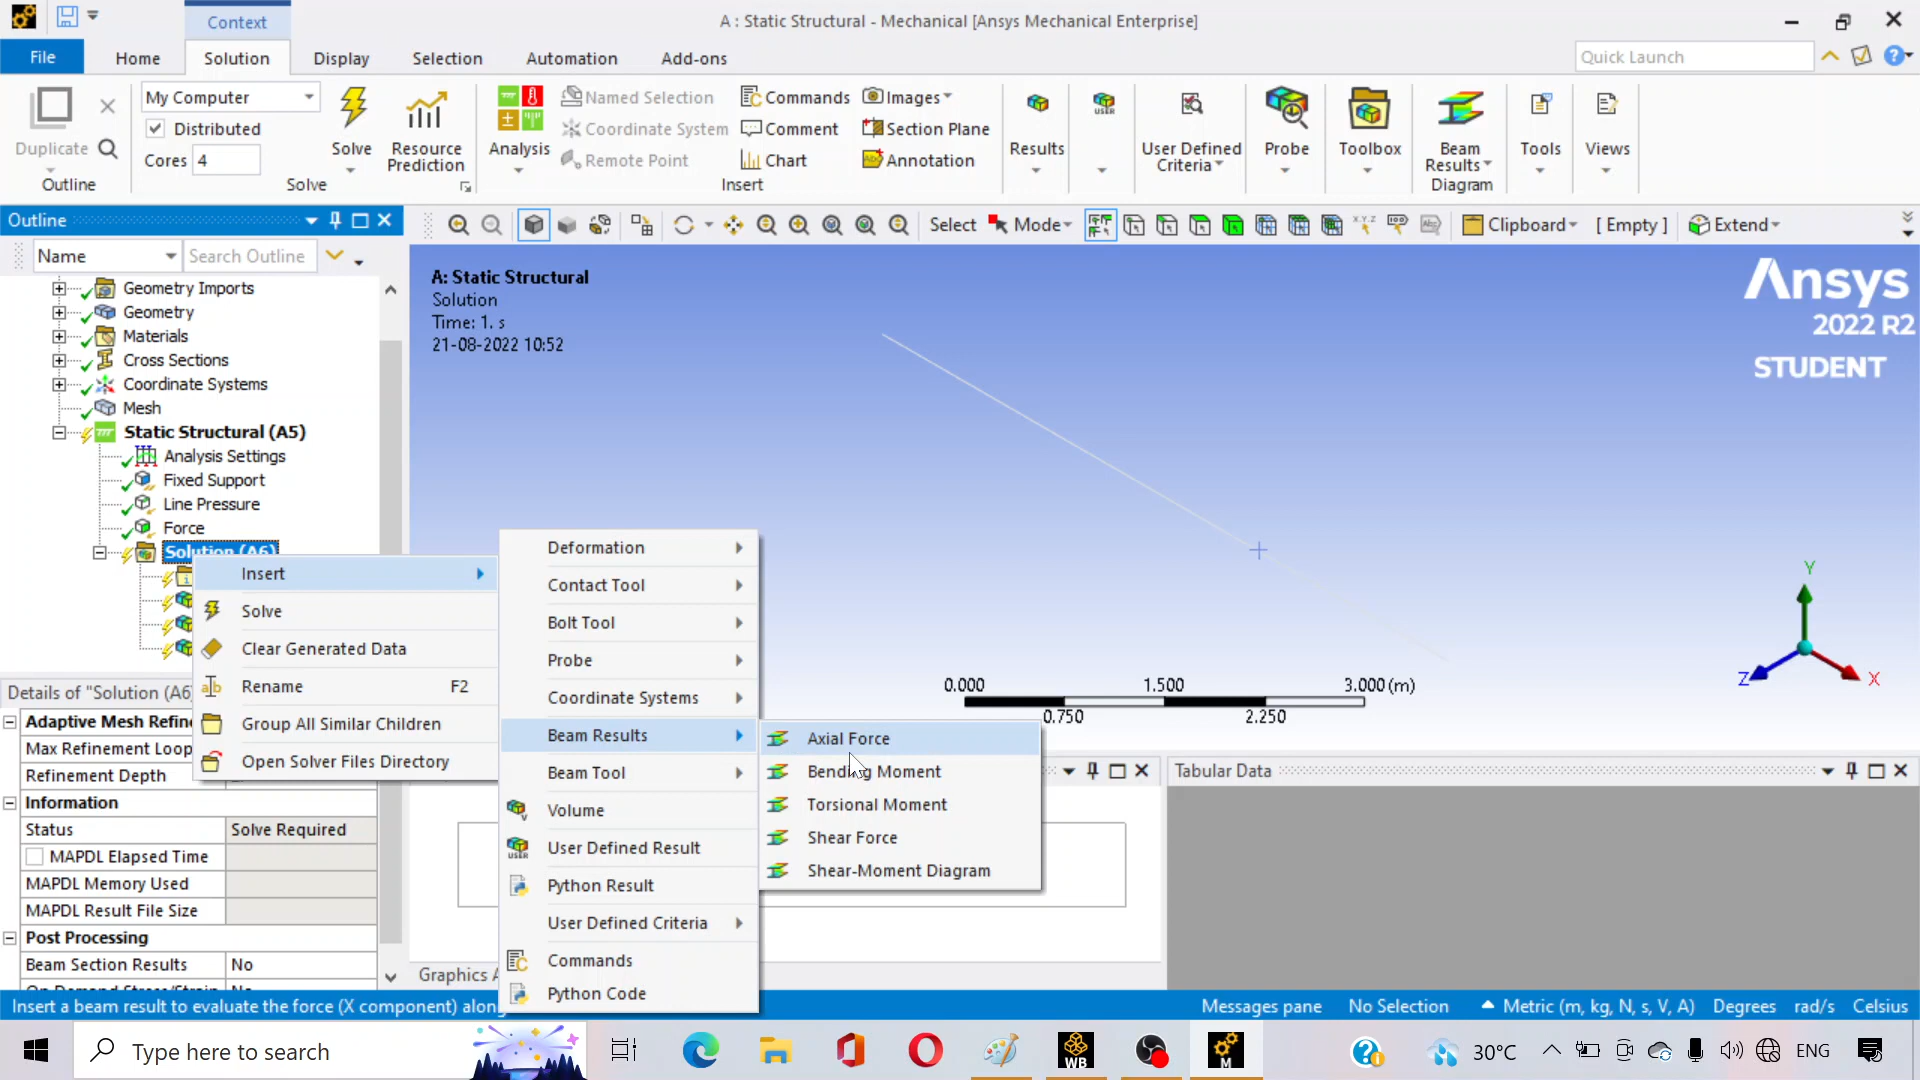 Context
A : Static Structural - Mechanical [Ansys Mechanical Enterprise]
File
Home
Solution
Display
Selection
Automation
Add-ons
Quick Launch
Duplicate
Outline
My Computer
Distributed
Cores 4
Solve
Resource
Prediction
Solve
Analysis
Named Selection
Coordinate System
Remote Point
Commands
Comment
Chart
Images
Section Plane
Annotation
Insert
Results
USER
User Defined
Criteria
Probe
Toolbox
Beam
Results
Diagram
Tools
Views
Outline
Select
Mode
Clipboard
[ Empty ]
Extend
Name
Search Outline
Geometry Imports
Geometry
Materials
Cross Sections
Coordinate Systems
Mesh
Static Structural (A5)
Analysis Settings
Fixed Support
Line Pressure
Force
Solution (A6)
A: Static Structural
Solution
Time: 1. s
21-08-2022 10:52
Ansys
2022 R2
STUDENT
Insert
Solve
Clear Generated Data
Rename F2
Group All Similar Children
Open Solver Files Directory
Deformation
Contact Tool
Bolt Tool
Probe
Coordinate Systems
Beam Results
Beam Tool
Volume
User Defined Result
Python Result
User Defined Criteria
Commands
Python Code
Axial Force
Bending Moment
Torsional Moment
Shear Force
Shear-Moment Diagram
0.000 1.500 3.000 (m)
0.750 2.250
Y
Z
X
Details of "Solution (A6
Adaptive Mesh Refine
Max Refinement Loop
Refinement Depth
Information
Status Solve Required
MAPDL Elapsed Time
MAPDL Memory Used
MAPDL Result File Size
Post Processing
Beam Section Results No
Tabular Data
Graphics A
Insert a beam result to evaluate the force (X component) along
Messages pane
No Selection
Metric (m, kg, N, s, V, A)
Degrees
rad/s
Celsius
Type here to search
WB
M
30°C
ENG